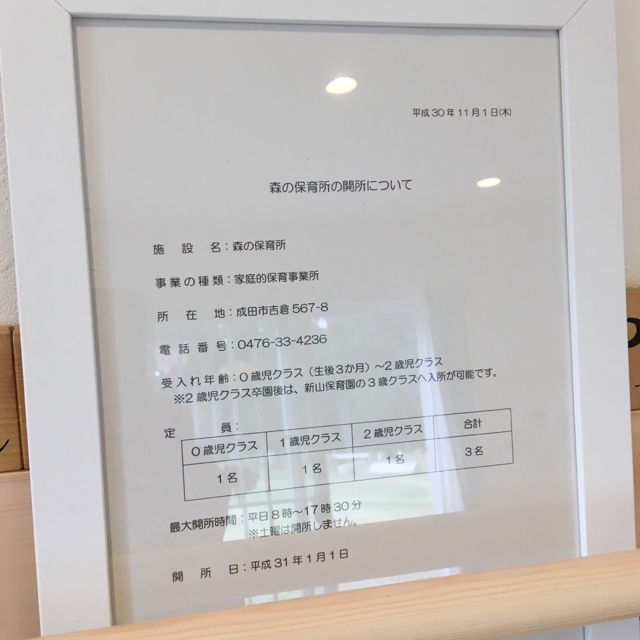 平成30年11月1日(木)
森の保育所の開所について
施設名：森の保育所
事業の種類：家庭的保育事業所
所在地：成田市吉倉567-8
電話番号：0476-33-4236
受入れ年齢：0歳児クラス（生後3か月）～2歳児クラス
※2歳児クラス卒園後は、新山保育園の3歳クラスへ入所が可能です。
定員：
0歳児クラス 1歳児クラス 2歳児クラス 合計
1名 1名 1名 3名
最大開所時間：平日8時～17時30分
※土曜は開所しません。
開所日：平成31年1月1日